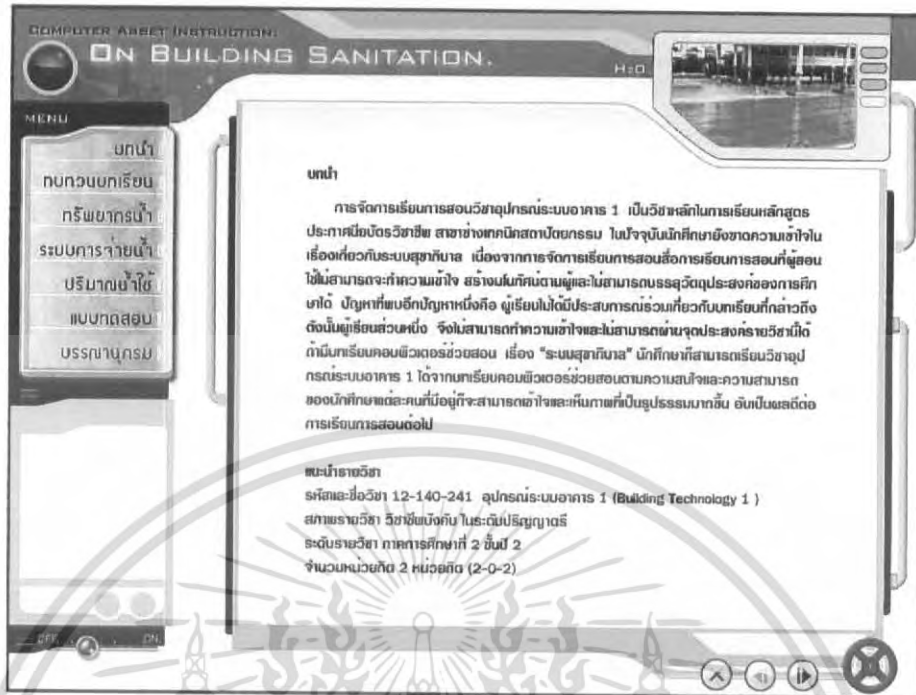 COMPUTER ASSET INSTRUCTION.
ON BUILDING SANITATION.
H2O
MENU
บทนำ
ทบทวนบทเรียน
ทรัพยากรน้ำ
ระบบการจ่ายน้ำ
ปริมาณน้ำใช้
แบบทดสอบ
บรรณานุกรม
บทนำ
การจัดการเรียนการสอนวิชาอุปกรณ์ระบบอาคาร 1 เป็นวิชาหลักในการเรียนหลักสูตร
ประกาศนียบัตรวิชาชีพ สาขาช่างเทคนิคสถาปัตยกรรม ในปัจจุบันนักศึกษายังขาดความเข้าใจใน
เรื่องเกี่ยวกับระบบสุขาภิบาล เนื่องจากการจัดการเรียนการสอนสื่อการเรียนการสอนที่ผู้สอน
ใช้ไม่สามารถจะทำความเข้าใจ สร้างมโนทัศน์ตามผู้และไม่สามารถบรรลุวัตถุประสงค์ของการศึก
ษาได้ ปัญหาที่พบอีกปัญหาหนึ่งคือ ผู้เรียนไม่ได้มีประสบการณ์ร่วมเกี่ยวกับบทเรียนที่กล่าวถึง
ดังนั้นผู้เรียนส่วนหนึ่ง จึงไม่สามารถทำความเข้าใจและไม่สามารถผ่านจุดประสงค์รายวิชานี้ได้
ถ้ามีบทเรียนคอมพิวเตอร์ช่วยสอน เรื่อง "ระบบสุขาภิบาล" นักศึกษาก็สามารถเรียนวิชาอุป
กรณ์ระบบอาคาร 1 ได้จากบทเรียนคอมพิวเตอร์ช่วยสอนตามความสนใจและความสามารถ
ของนักศึกษาแต่ละคนที่มีอยู่ก็จะสามารถเข้าใจและเห็นภาพที่เป็นรูปธรรมมากขึ้น อันเป็นผลดีต่อ
การเรียนการสอนต่อไป
แนะนำรายวิชา
รหัสและชื่อวิชา 12-140-241 อุปกรณ์ระบบอาคาร 1 (Building Technology 1 )
สภาพรายวิชา วิชาชีพบังคับ ในระดับปริญญาตรี
ระดับรายวิชา ภาคการศึกษาที่ 2 ชั้นปี 2
จำนวนหน่วยกิต 2 หน่วยกิต (2-0-2)
OFF ON